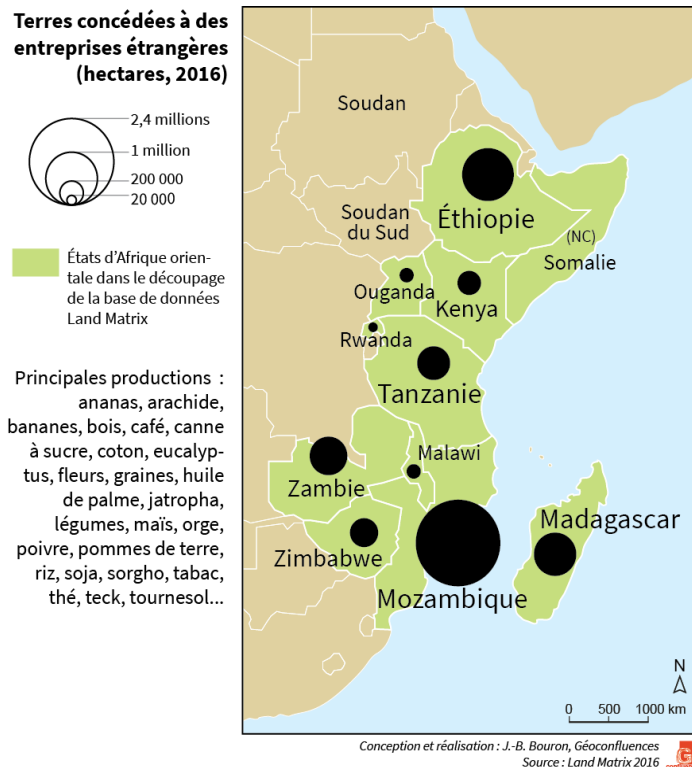 Terres concédées à des
entreprises étrangères
(hectares, 2016)
2,4 millions
1 million
200 000
20 000
États d'Afrique orien-
tale dans le découpage
de la base de données
Land Matrix
Principales productions :
ananas, arachide,
bananes, bois, café, canne
à sucre, coton, eucalyp-
tus, fleurs, graines, huile
de palme, jatropha,
légumes, maïs, orge,
poivre, pommes de terre,
riz, soja, sorgho, tabac,
thé, teck, tournesol...
Soudan
Soudan
du Sud
Éthiopie
(NC)
Somalie
Ouganda
Kenya
Rwanda
Tanzanie
Malawi
Zambie
Madagascar
Zimbabwe
Mozambique
N
0 500 1000 km
Conception et réalisation : J.-B. Bouron, Géoconfluences
Source : Land Matrix 2016